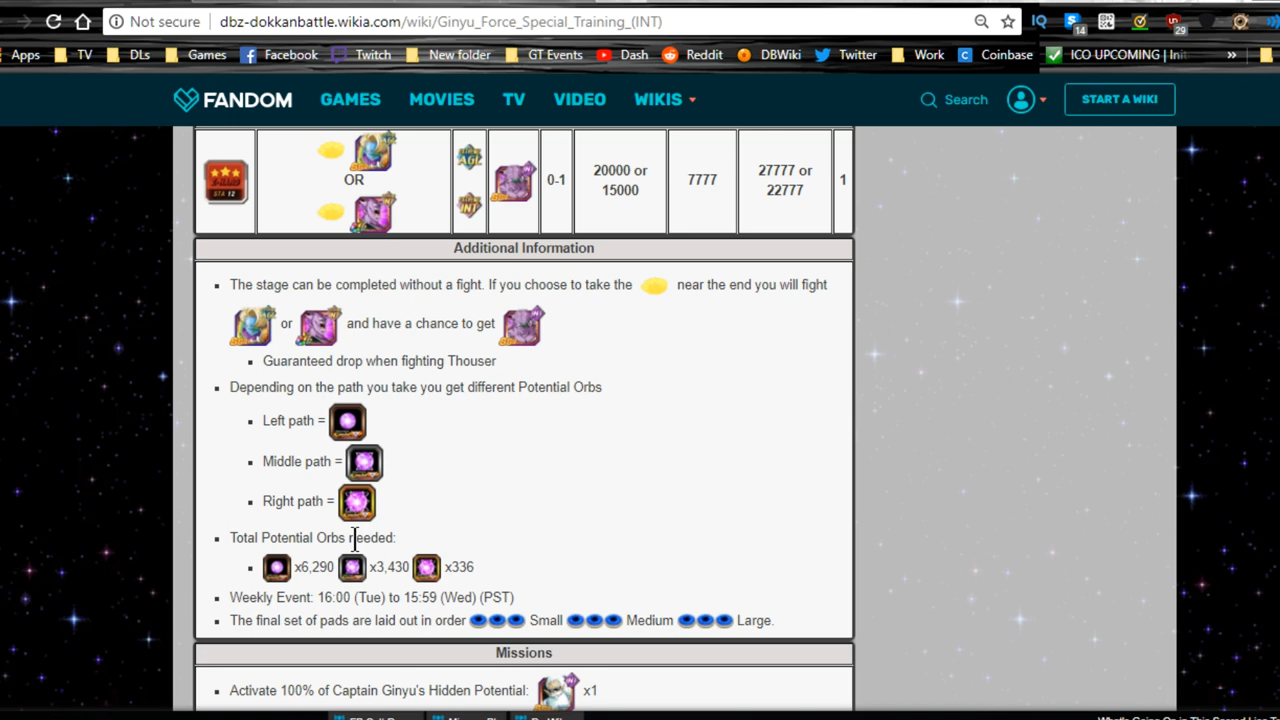 Not secure dbz-dokkanbattle.wikia.com/wiki/Ginyu_Force_Special_Training_(INT)
14 29
Apps TV DLs Games Facebook Twitch New folder GT Events Dash Reddit DBWiki Twitter Work Coinbase ICO UPCOMING | Init »
FANDOM GAMES MOVIES TV VIDEO WIKIS Search START A WIKI
STA 12
OR
AGL
INT
0-1
20000 or
15000
7777
27777 or
22777
1
Additional Information
The stage can be completed without a fight. If you choose to take the near the end you will fight
or and have a chance to get
Guaranteed drop when fighting Thouser
Depending on the path you take you get different Potential Orbs
Left path =
Middle path =
Right path =
Total Potential Orbs needed:
x6,290 x3,430 x336
Weekly Event: 16:00 (Tue) to 15:59 (Wed) (PST)
The final set of pads are laid out in order Small Medium Large.
Missions
Activate 100% of Captain Ginyu's Hidden Potential: x1